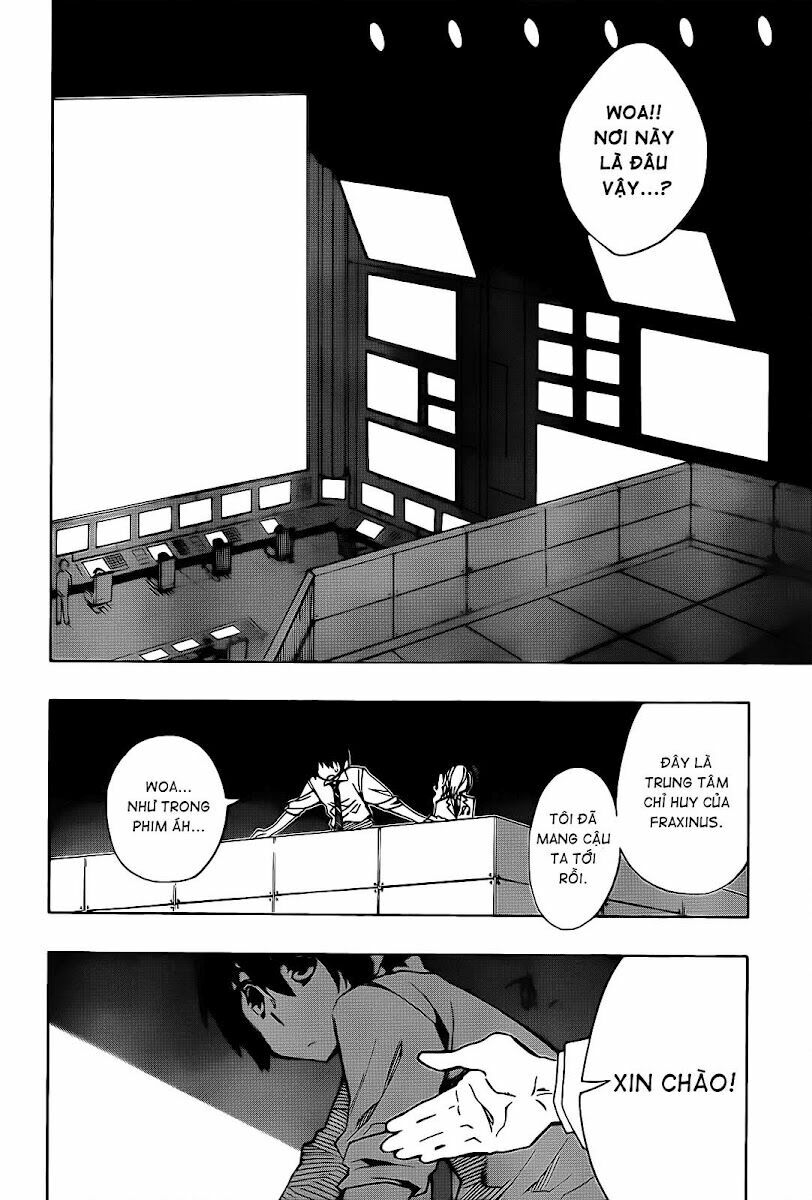 WOA!!
NƠI NÀY
LÀ ĐÂU
VẬY...?
ĐÂY LÀ
TRUNG TÂM
CHỈ HUY CỦA
FRAXINUS.
TÔI ĐÃ
MANG CẬU
TA TỚI
RỒI.
WOA...
NHƯ TRONG
PHIM ÁH...
XIN CHÀO!